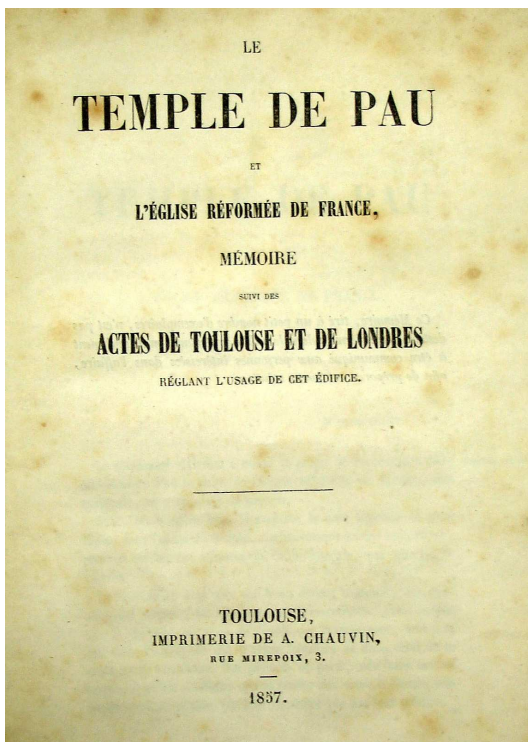 LE
TEMPLE DE PAU
ET
L'ÉGLISE RÉFORMÉE DE FRANCE,
MÉMOIRE
SUIVI DES
ACTES DE TOULOUSE ET DE LONDRES
RÉGLANT L'USAGE DE CET ÉDIFICE.
TOULOUSE,
IMPRIMERIE DE A. CHAUVIN,
RUE MIREPOIX, 3.
1857.